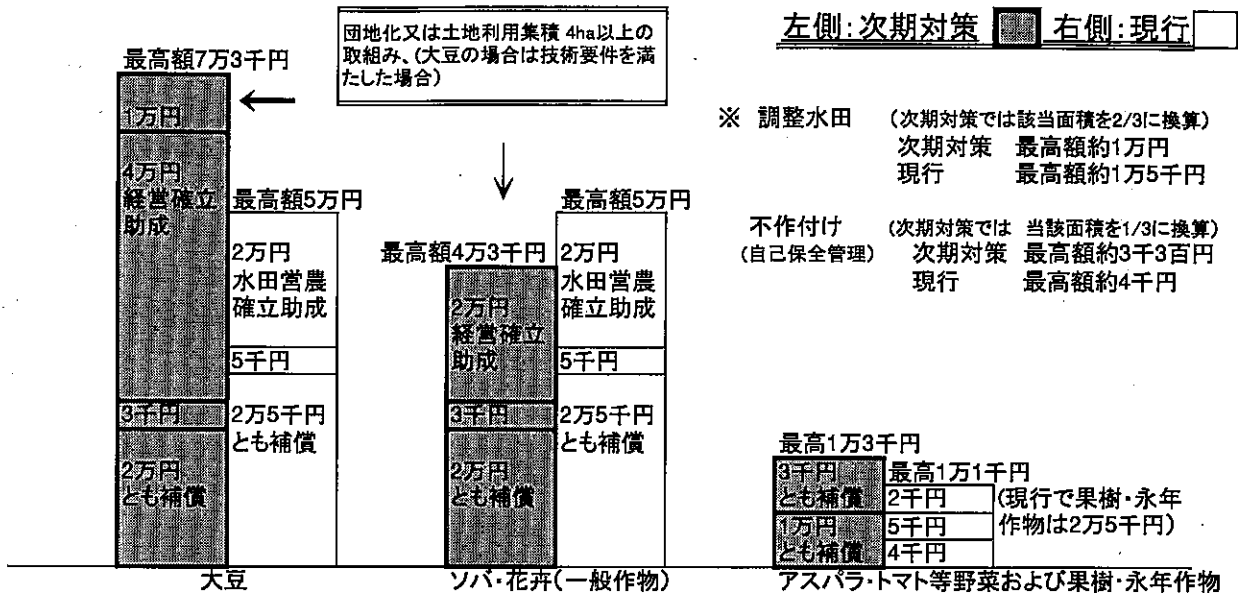 左側:次期対策 右側:現行
団地化又は土地利用集積 4ha以上の
取組み、(大豆の場合は技術要件を満
たした場合)
最高額7万3千円
1万円
4万円
経営確立
助成
3千円
2万円
とも補償
最高額5万円
2万円
水田営農
確立助成
5千円
2万5千円
とも補償
大豆
最高額4万3千円
2万円
経営確立
助成
3千円
2万円
とも補償
最高額5万円
2万円
水田営農
確立助成
5千円
2万5千円
とも補償
ソバ・花卉(一般作物)
※ 調整水田 (次期対策では該当面積を2/3に換算)
次期対策 最高額約1万円
現行 最高額約1万5千円
不作付け (次期対策では 当該面積を1/3に換算)
(自己保全管理) 次期対策 最高額約3千3百円
現行 最高額約4千円
最高1万3千円
3千円
とも補償
1万円
とも補償
最高1万1千円
2千円
5千円
4千円
(現行で果樹・永年
作物は2万5千円)
アスパラ・トマト等野菜および果樹・永年作物